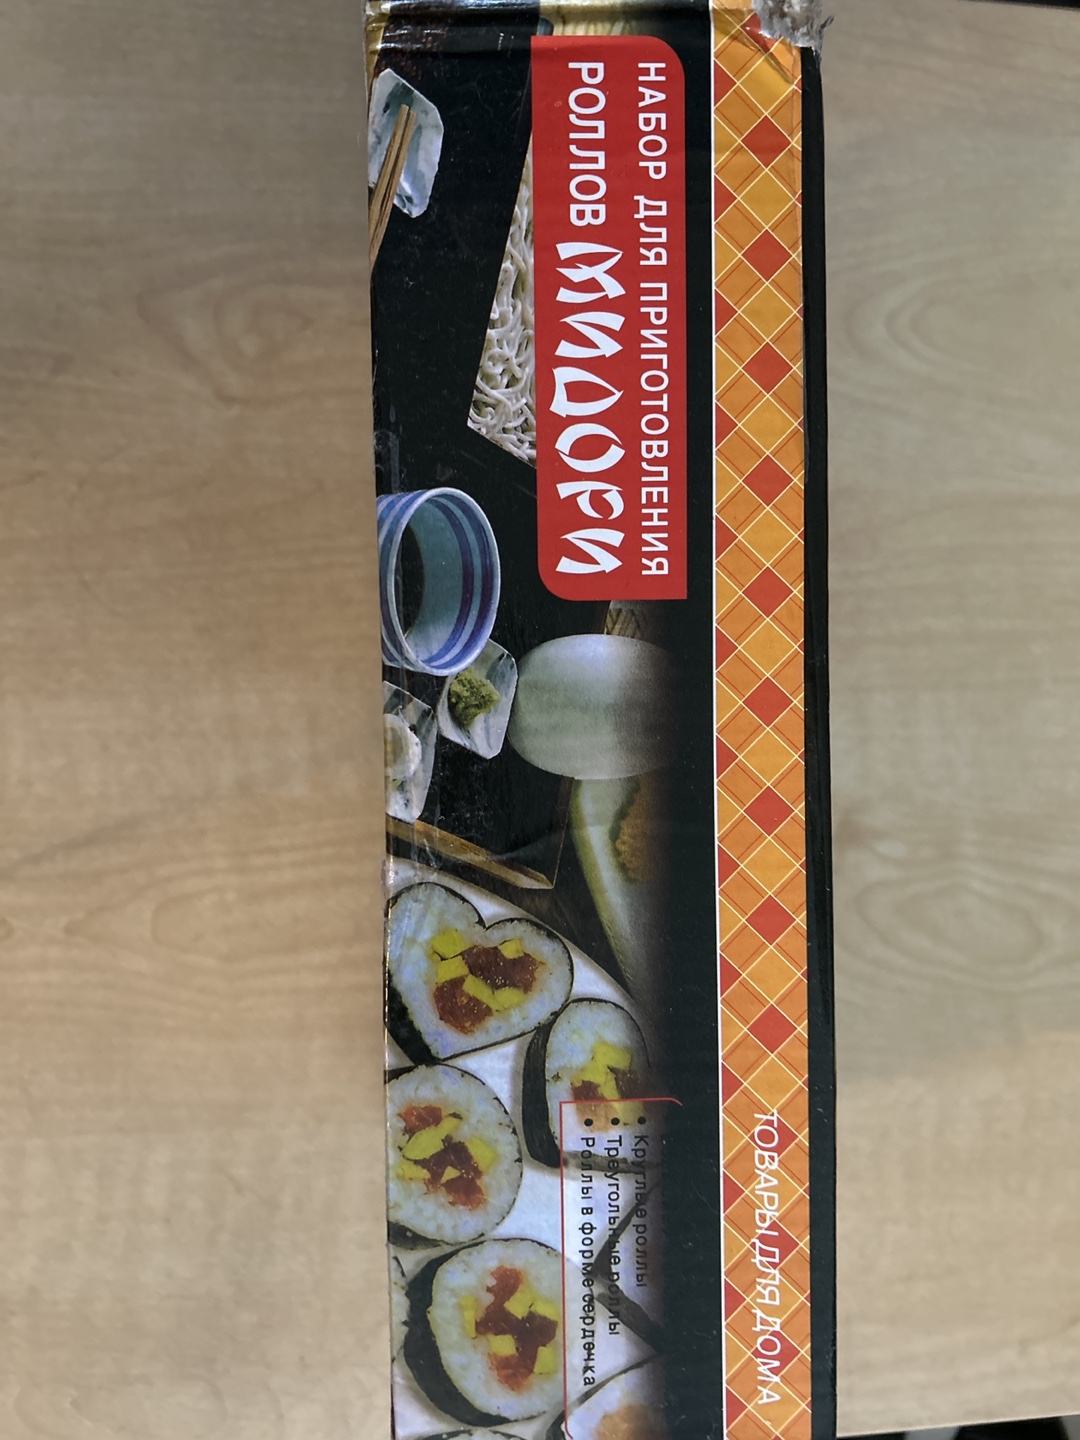 НАБОР ДЛЯ ПРИГОТОВЛЕНИЯ
РОЛЛОВ МИДОРИ
ТОВАРЫ ДЛЯ ДОМА
• Круглые роллы
• Треугольные роллы
• Роллы в форме сердечка